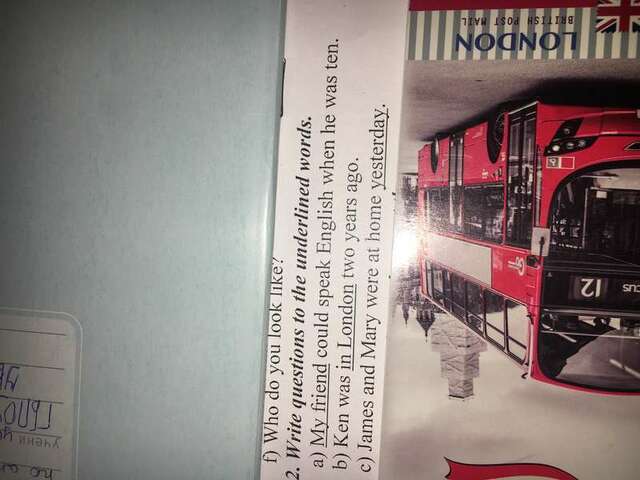 f) Who do you look like?
2. Write questions to the underlined words.
a) My friend could speak English when he was ten.
b) Ken was in London two years ago.
c) James and Mary were at home yesterday.
LONDON
BRITISH POST MAIL
12